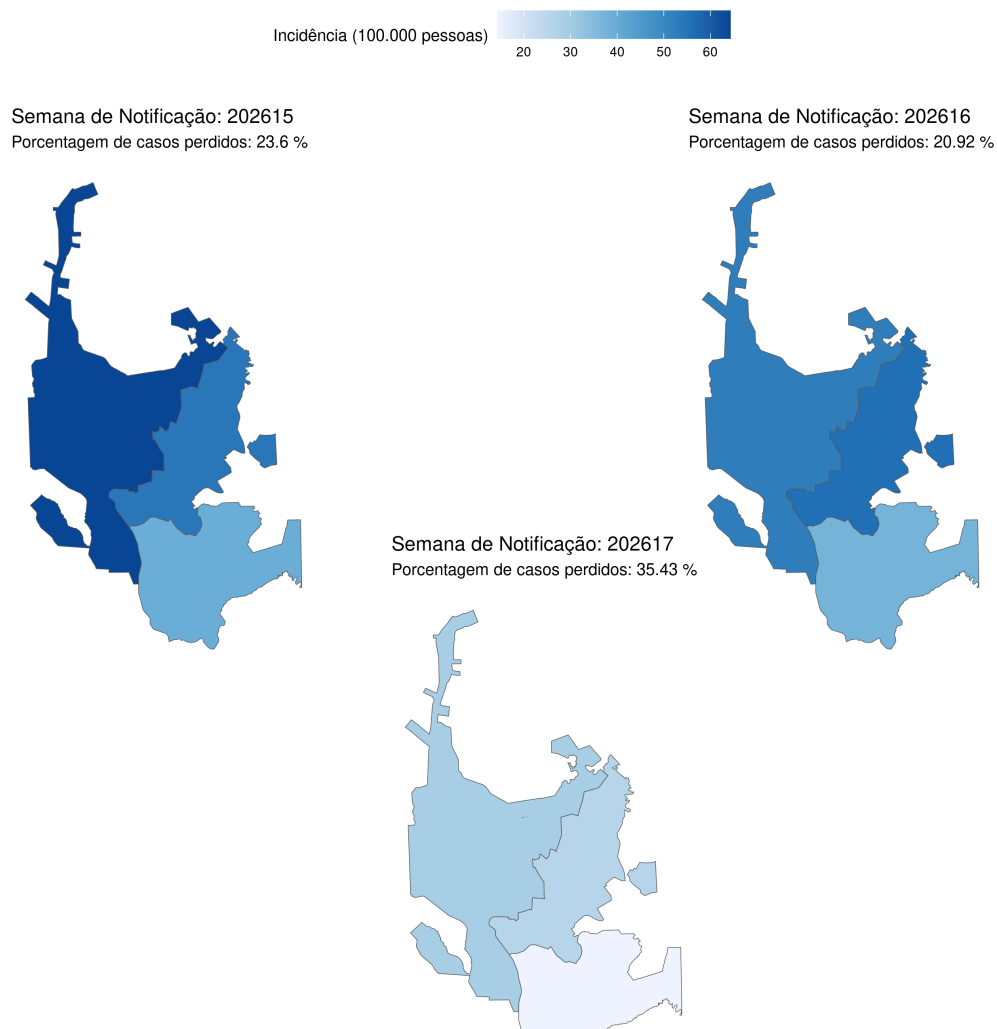 Incidência (100.000 pessoas)
20 30 40 50 60
Semana de Notificação: 202615
Porcentagem de casos perdidos: 23.6 %
Semana de Notificação: 202616
Porcentagem de casos perdidos: 20.92 %
Semana de Notificação: 202617
Porcentagem de casos perdidos: 35.43 %